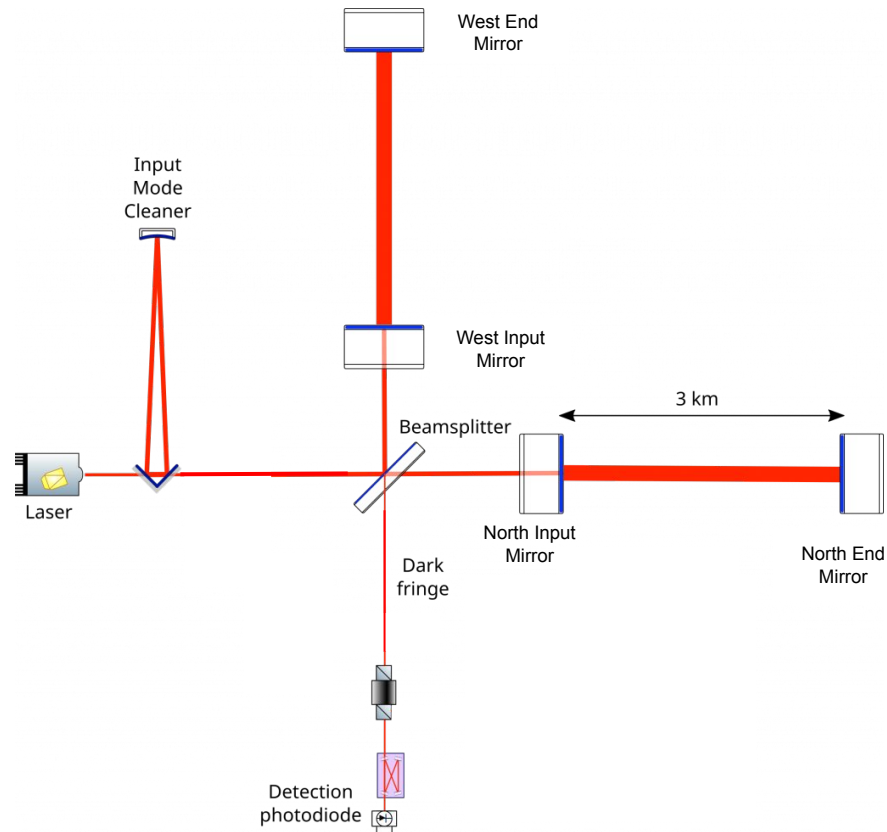 West End
Mirror
Input
Mode
Cleaner
West Input
Mirror
3 km
Beamsplitter
Laser
North Input
Mirror
North End
Mirror
Dark
fringe
Detection
photodiode